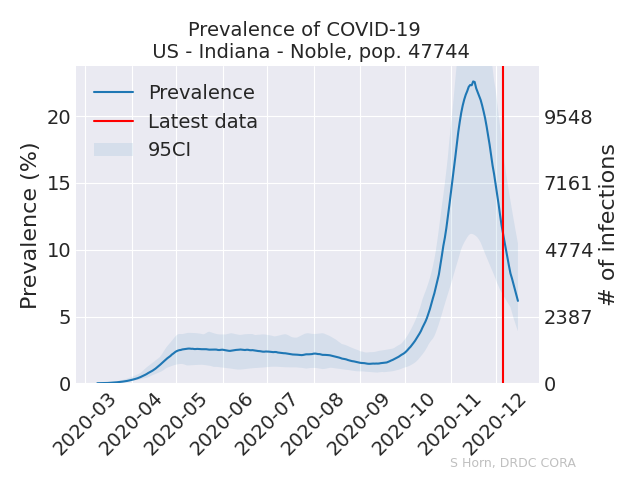 Prevalence of COVID-19
US - Indiana - Noble, pop. 47744
Prevalence
Latest data
95CI
Prevalence (%)
20
15
10
5
0
9548
7161
4774
2387
0
# of infections
2020-03
2020-04
2020-05
2020-06
2020-07
2020-08
2020-09
2020-10
2020-11
2020-12
S Horn, DRDC CORA